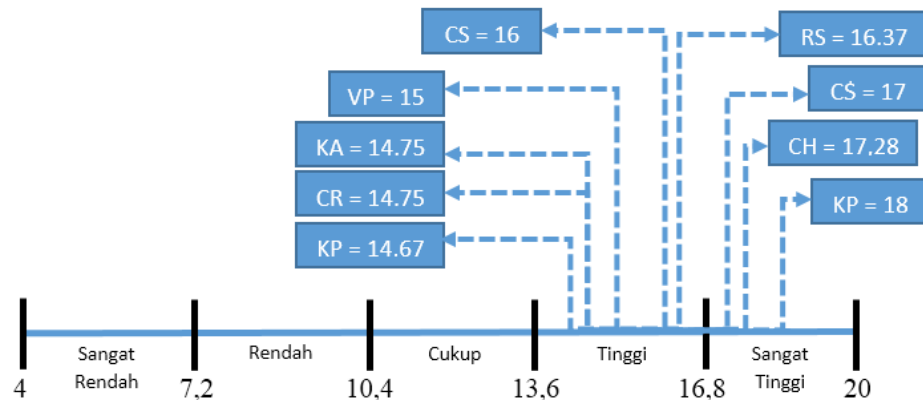 CS = 16
RS = 16.37
VP = 15
CṠ = 17
KA = 14.75
CH = 17,28
CR = 14.75
KP = 18
KP = 14.67
Sangat
Rendah
Rendah
Cukup
Tinggi
Sangat
Tinggi
4
7,2
10,4
13,6
16,8
20